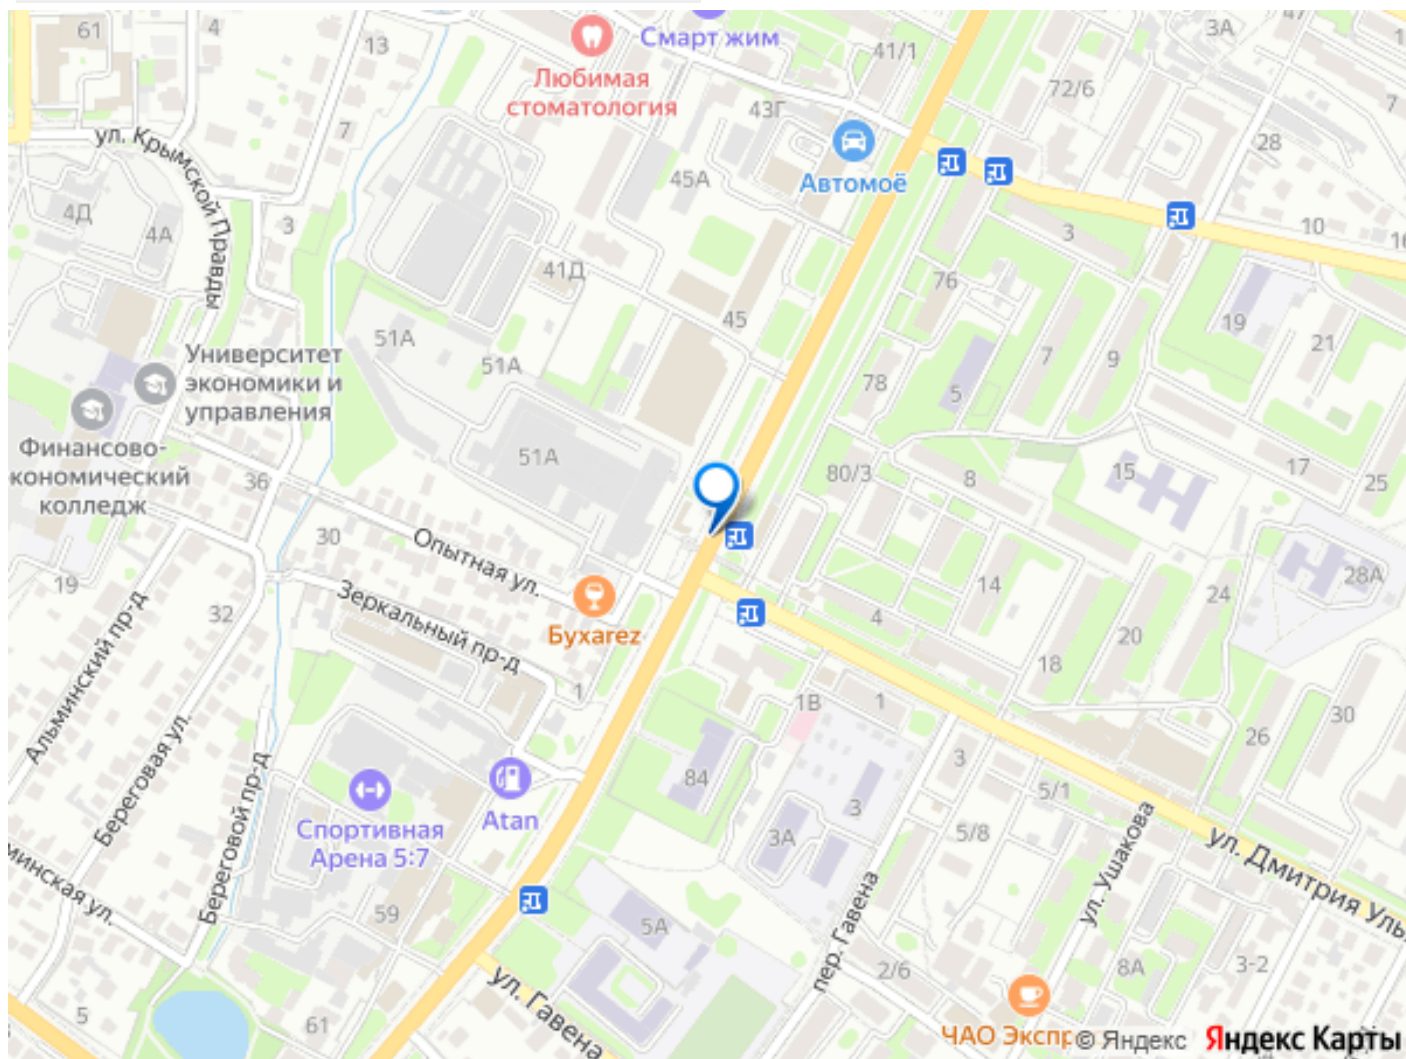 61
4
13
Смарт жим
41/1
47
3А
Любимая
стоматология
43Г
72/6
7
ул. Крымской Правды
7
45А
Автомоё
28
4Д
4А
3
41Д
3
10
16
76
51А
51А
45
19
21
Университет
экономики и
управления
78
7
9
5
Финансово-
кономический
колледж
36
51А
80/3
8
15
17
25
30
Опытная ул.
19
32
Зеркальный пр-д
Бухаrez
14
28А
24
4
20
18
Альминский пр-д
1
1В
1
30
26
Береговая ул.
Береговой пр-д
Atan
84
3
5/1
Спортивная
Арена 5:7
3А
3
5/8
ул. Ушакова
ул. Дмитрия Уль
минская ул.
59
5А
пер. Гавена
2/6
8А
3-2
ул. Гавена
5
61
ЧАО Экспр
© Яндекс Яндекс Карты